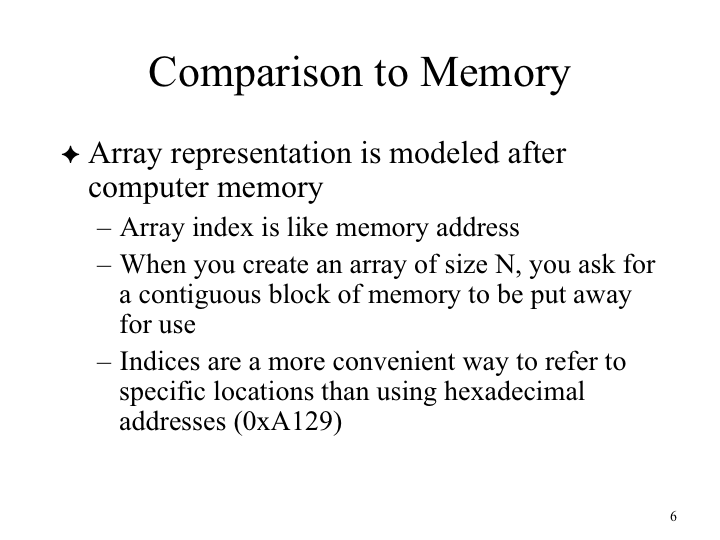 Comparison to Memory
✦ Array representation is modeled after
computer memory
– Array index is like memory address
– When you create an array of size N, you ask for
a contiguous block of memory to be put away
for use
– Indices are a more convenient way to refer to
specific locations than using hexadecimal
addresses (0xA129)
6